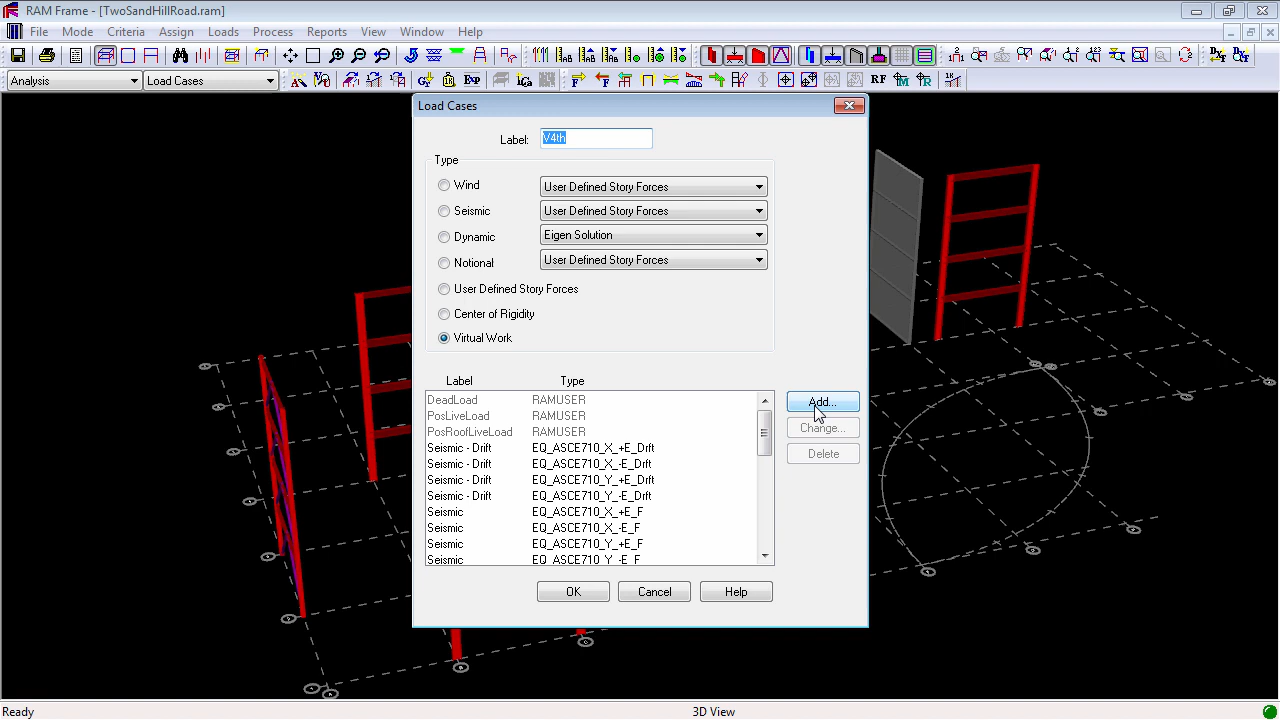 RAM Frame - [TwoSandHillRoad.ram]
File Mode Criteria Assign Loads Process Reports View Window Help
Analysis Load Cases RF
Load Cases
Label: V4th
Type
Wind User Defined Story Forces
Seismic User Defined Story Forces
Dynamic Eigen Solution
Notional User Defined Story Forces
User Defined Story Forces
Center of Rigidity
Virtual Work
Label Type
DeadLoad RAMUSER
PosLiveLoad RAMUSER
PosRoofLiveLoad RAMUSER
Seismic - Drift EQ_ASCE710_X_+E_Drft
Seismic - Drift EQ_ASCE710_X_-E_Drft
Seismic - Drift EQ_ASCE710_Y_+E_Drft
Seismic - Drift EQ_ASCE710_Y_-E_Drft
Seismic EQ_ASCE710_X_+E_F
Seismic EQ_ASCE710_X_-E_F
Seismic EQ_ASCE710_Y_+E_F
Seismic EQ_ASCE710_Y_-E_F
Add...
Change...
Delete
OK Cancel Help
Ready 3D View